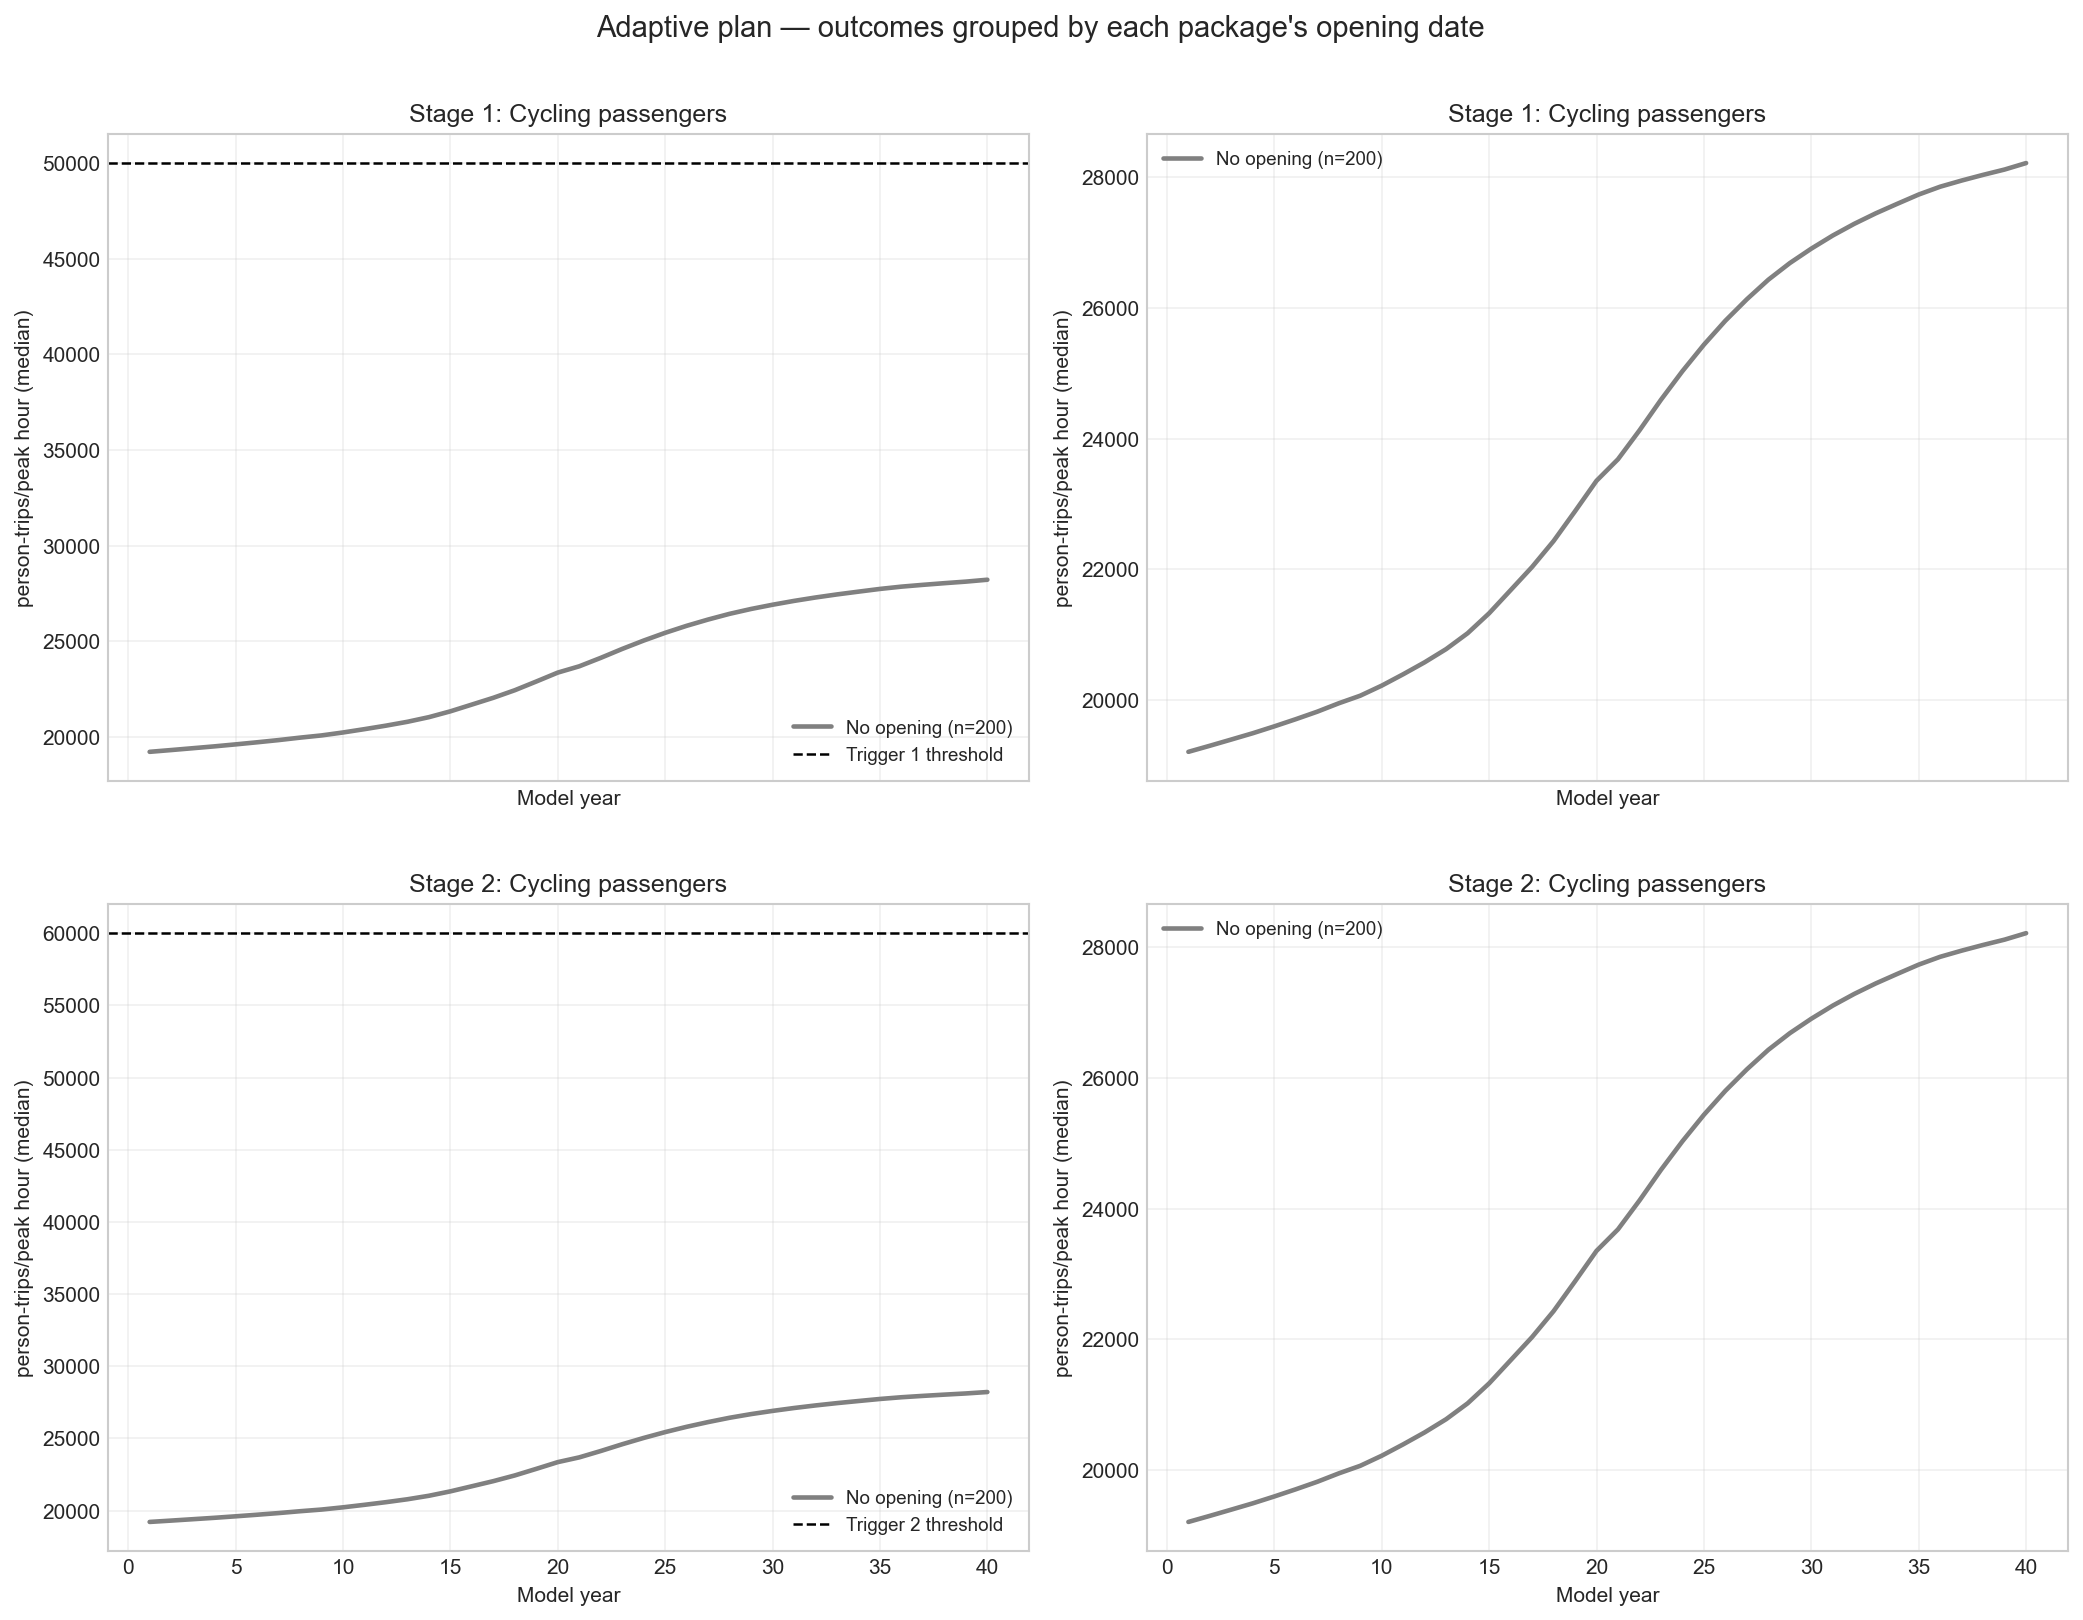 Adaptive plan — outcomes grouped by each package's opening date
Stage 1: Cycling passengers
person-trips/peak hour (median)
50000
45000
40000
35000
30000
25000
20000
No opening (n=200)
Trigger 1 threshold
Model year
Stage 1: Cycling passengers
person-trips/peak hour (median)
28000
26000
24000
22000
20000
No opening (n=200)
Model year
Stage 2: Cycling passengers
person-trips/peak hour (median)
60000
55000
50000
45000
40000
35000
30000
25000
20000
No opening (n=200)
Trigger 2 threshold
0 5 10 15 20 25 30 35 40
Model year
Stage 2: Cycling passengers
person-trips/peak hour (median)
28000
26000
24000
22000
20000
No opening (n=200)
0 5 10 15 20 25 30 35 40
Model year